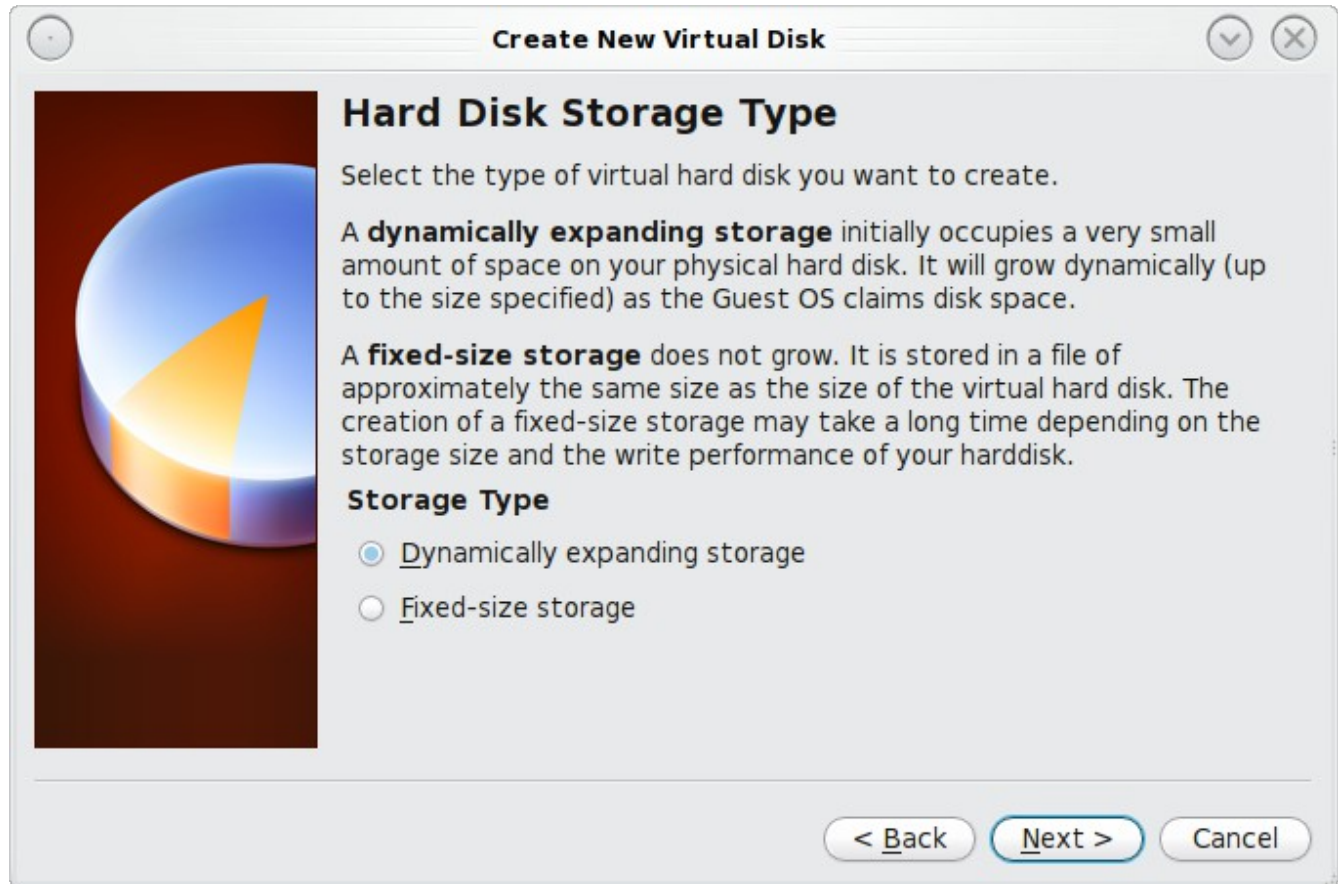 Create New Virtual Disk
Hard Disk Storage Type
Select the type of virtual hard disk you want to create.
A dynamically expanding storage initially occupies a very small
amount of space on your physical hard disk. It will grow dynamically (up
to the size specified) as the Guest OS claims disk space.
A fixed-size storage does not grow. It is stored in a file of
approximately the same size as the size of the virtual hard disk. The
creation of a fixed-size storage may take a long time depending on the
storage size and the write performance of your harddisk.
Storage Type
Dynamically expanding storage
Fixed-size storage
< Back Next > Cancel